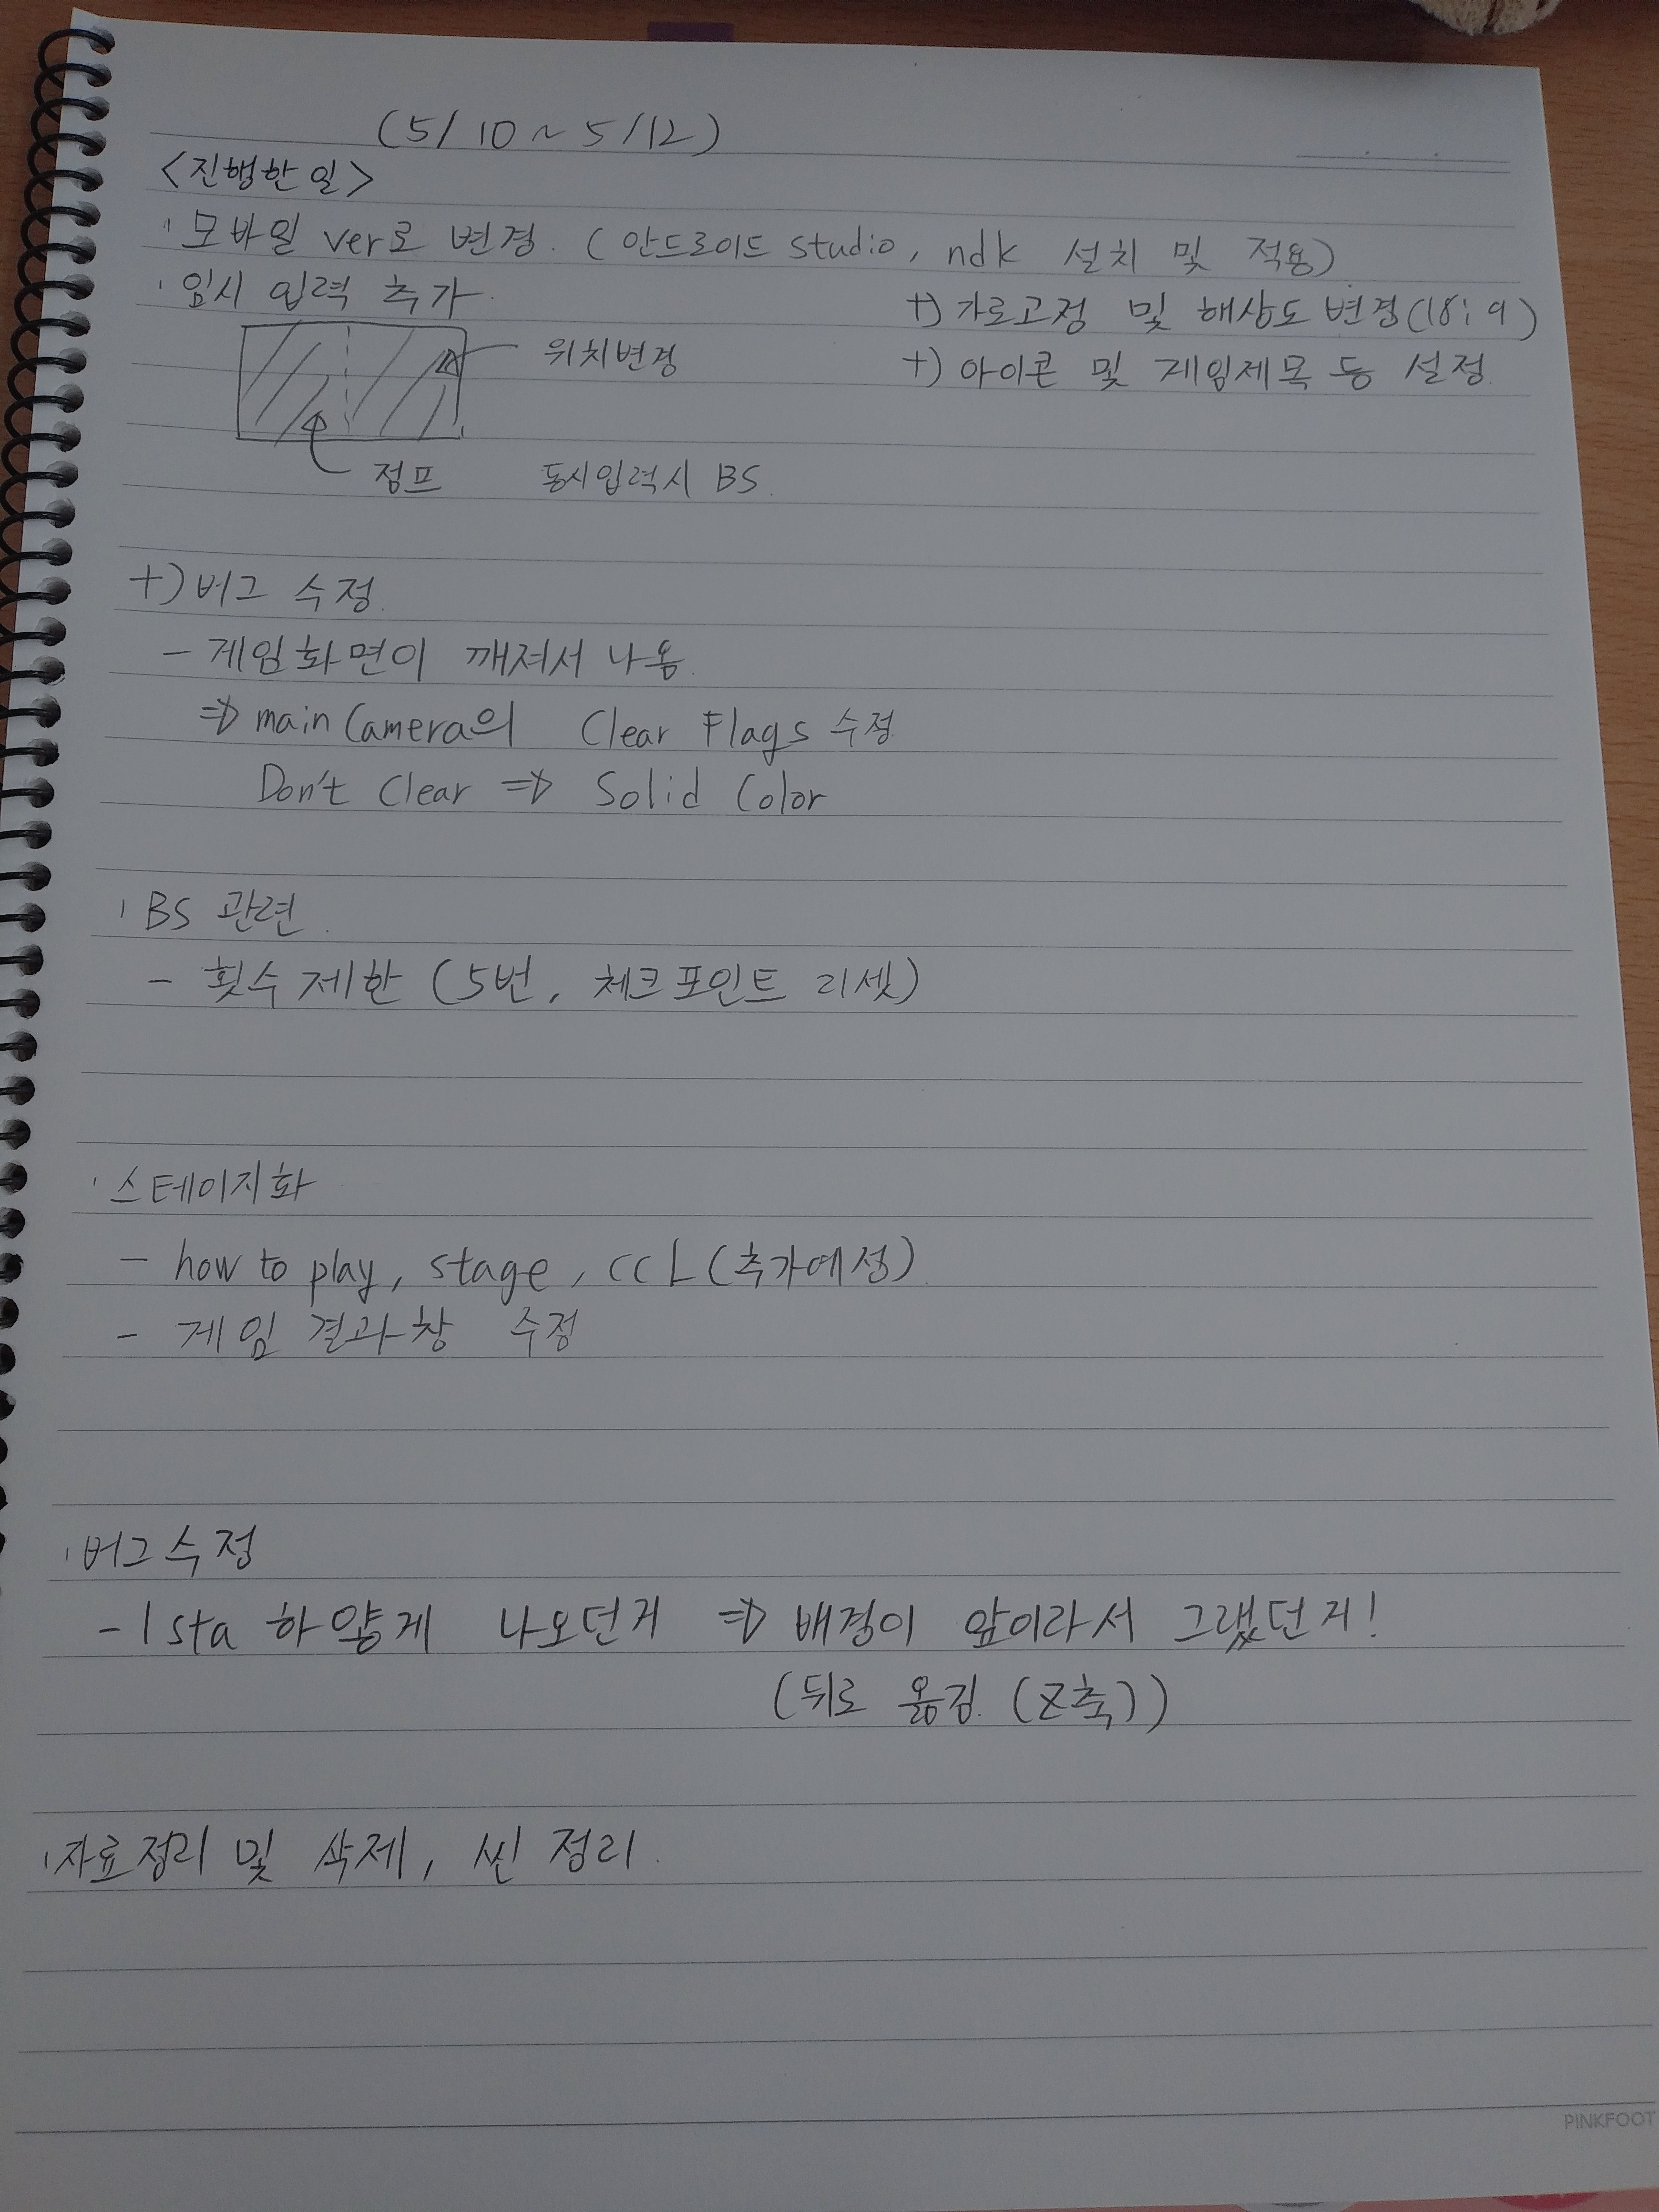 (5/10~5/12)
<진행한일>
· 모바일 ver로 변경. (안드로이드 studio, ndk 설치 및 적용)
· 임시 입력 추가.
+) 가로고정 및 해상도 변경(18:9)
위치변경
+) 아이콘 및 게임제목 등 설정.
점프 동시입력시 BS.
+) 버그 수정.
- 게임화면이 깨져서 나옴.
⇒ main Camera의 Clear Flags 수정.
Don't Clear ⇒ Solid Color
· BS 관련.
- 횟수제한 (5번, 체크포인트 리셋)
· 스테이지화
- how to play, stage, CCL(추가예정).
- 게임 결과창 수정
· 버그수정
- 1 sta 하얗게 나오던거 ⇒ 배경이 앞이라서 그랬던거!
(뒤로 옮김. (Z축))
· 자료정리 및 삭제, 씬 정리.
PINKFOOT